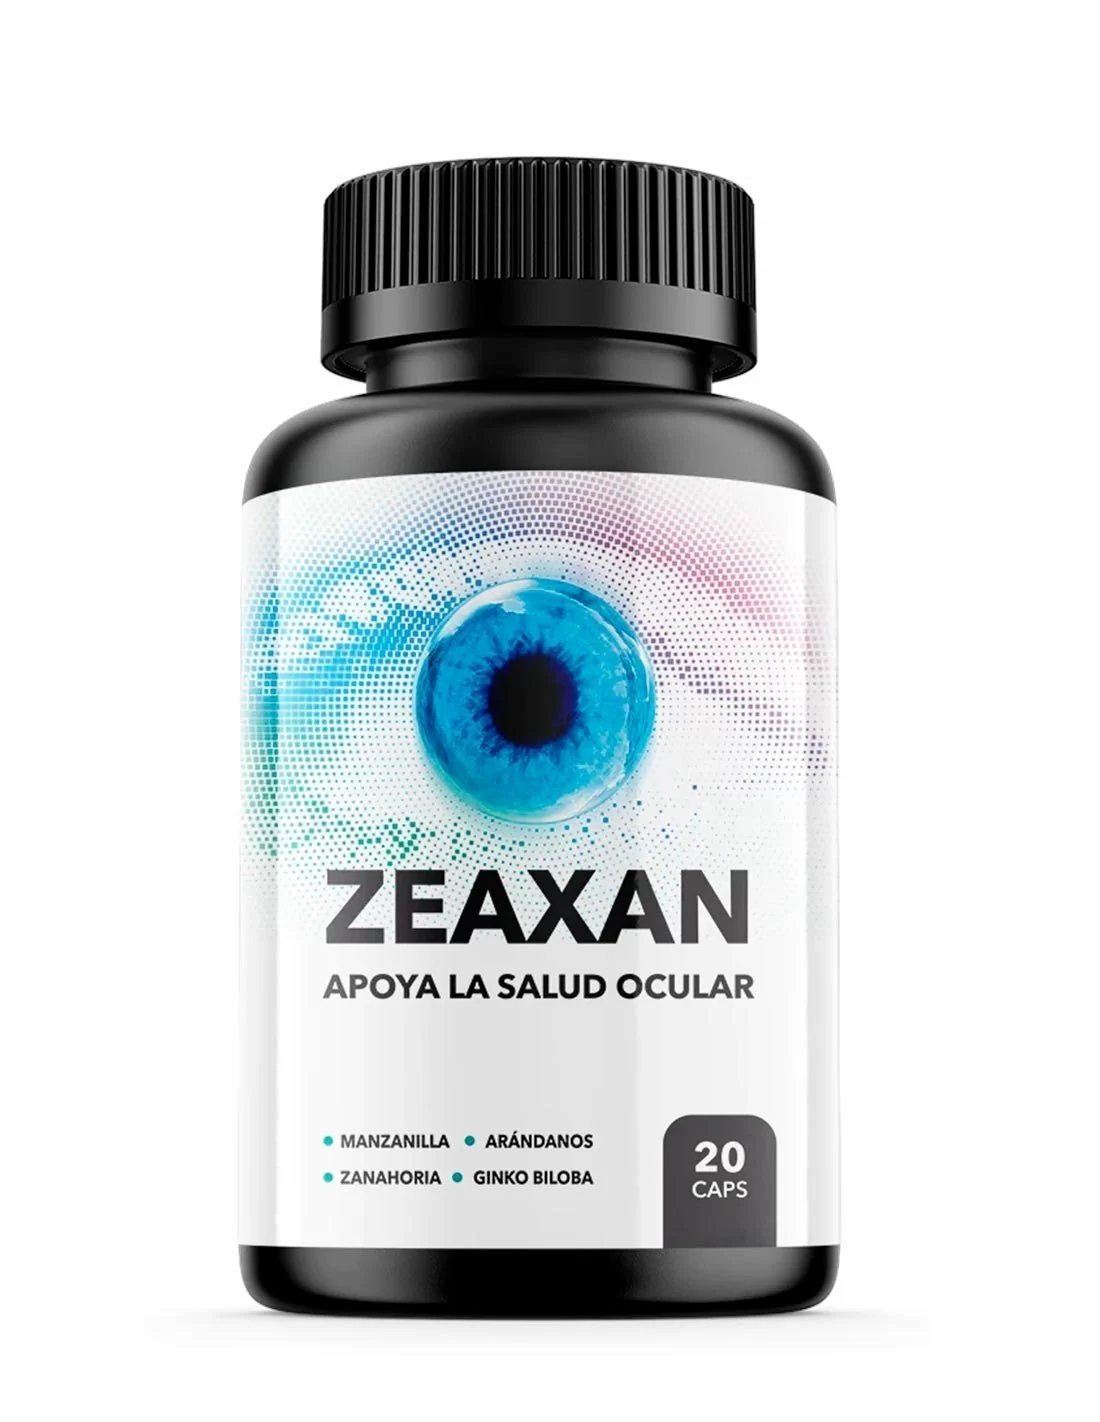 ZEAXAN
APOYA LA SALUD OCULAR
• MANZANILLA • ARÁNDANOS
• ZANAHORIA • GINKO BILOBA
20
CAPS